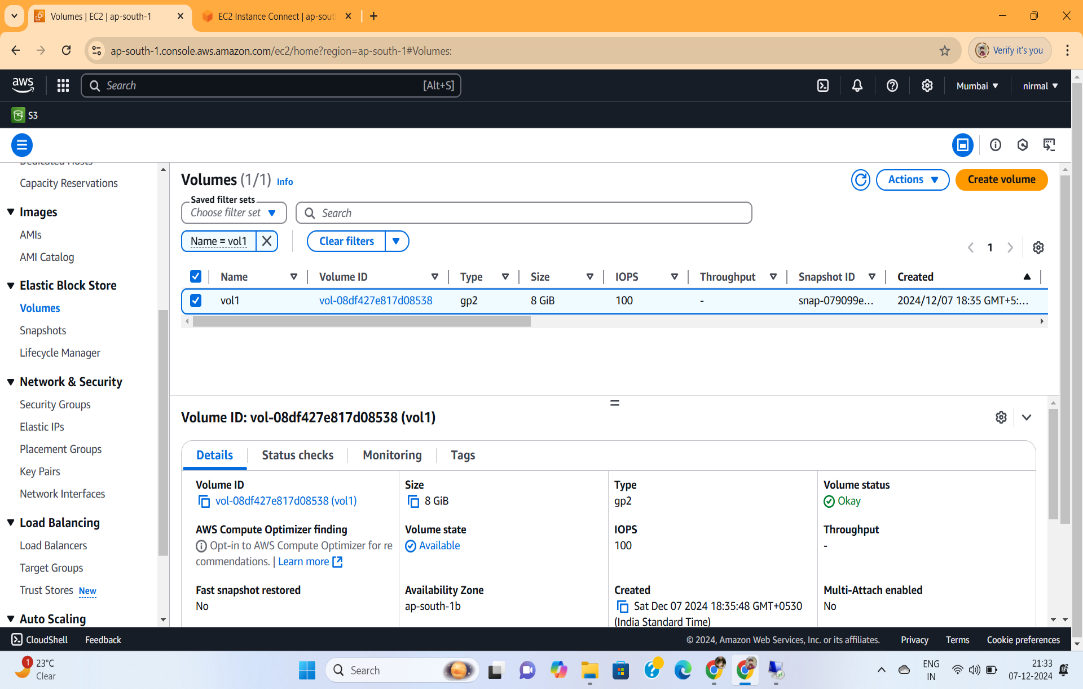 Volumes | EC2 | ap-south-1
EC2 Instance Connect | ap-sou
ap-south-1.console.aws.amazon.com/ec2/home?region=ap-south-1#Volumes:
Verify it's you
aws
Search
[Alt+S]
Mumbai
nirmal
S3
Dedicated Hosts
Capacity Reservations
Images
AMIs
AMI Catalog
Elastic Block Store
Volumes
Snapshots
Lifecycle Manager
Network & Security
Security Groups
Elastic IPs
Placement Groups
Key Pairs
Network Interfaces
Load Balancing
Load Balancers
Target Groups
Trust Stores New
Auto Scaling
Volumes (1/1) Info
Actions
Create volume
Saved filter sets
Choose filter set
Search
Name = vol1
Clear filters
1
Name Volume ID Type Size IOPS Throughput Snapshot ID Created
vol1 vol-08df427e817d08538 gp2 8 GiB 100 - snap-079099e... 2024/12/07 18:35 GMT+5:...
Volume ID: vol-08df427e817d08538 (vol1)
Details Status checks Monitoring Tags
Volume ID
vol-08df427e817d08538 (vol1)
Size
8 GiB
Type
gp2
Volume status
Okay
AWS Compute Optimizer finding
Opt-in to AWS Compute Optimizer for re
commendations. | Learn more
Volume state
Available
IOPS
100
Throughput
-
Fast snapshot restored
No
Availability Zone
ap-south-1b
Created
Sat Dec 07 2024 18:35:48 GMT+0530
(India Standard Time)
Multi-Attach enabled
No
CloudShell Feedback
© 2024, Amazon Web Services, Inc. or its affiliates. Privacy Terms Cookie preferences
1
23°C
Clear
Search
ENG
IN
21:33
07-12-2024